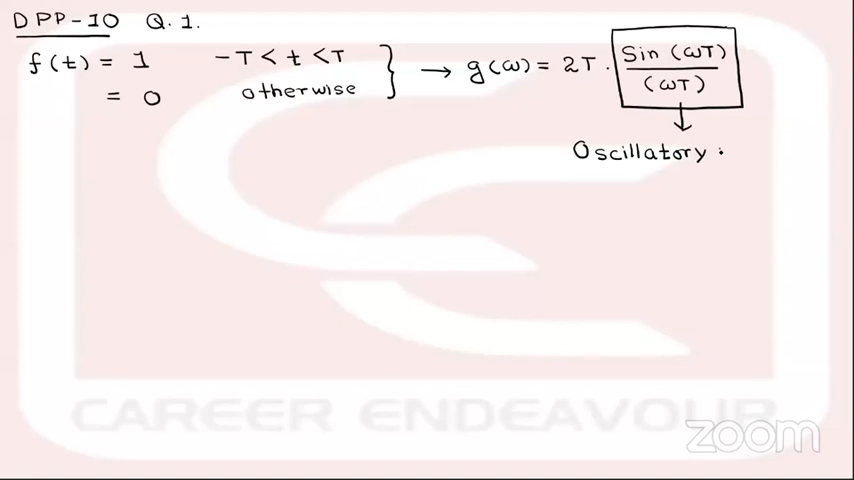 DPP-10 Q.1.
f(t) = 1 -T < t < T
= 0 otherwise } → g(ω) = 2T · Sin (ωT) / (ωT)
Oscillatory :
CAREER ENDEAVOUR
zoom